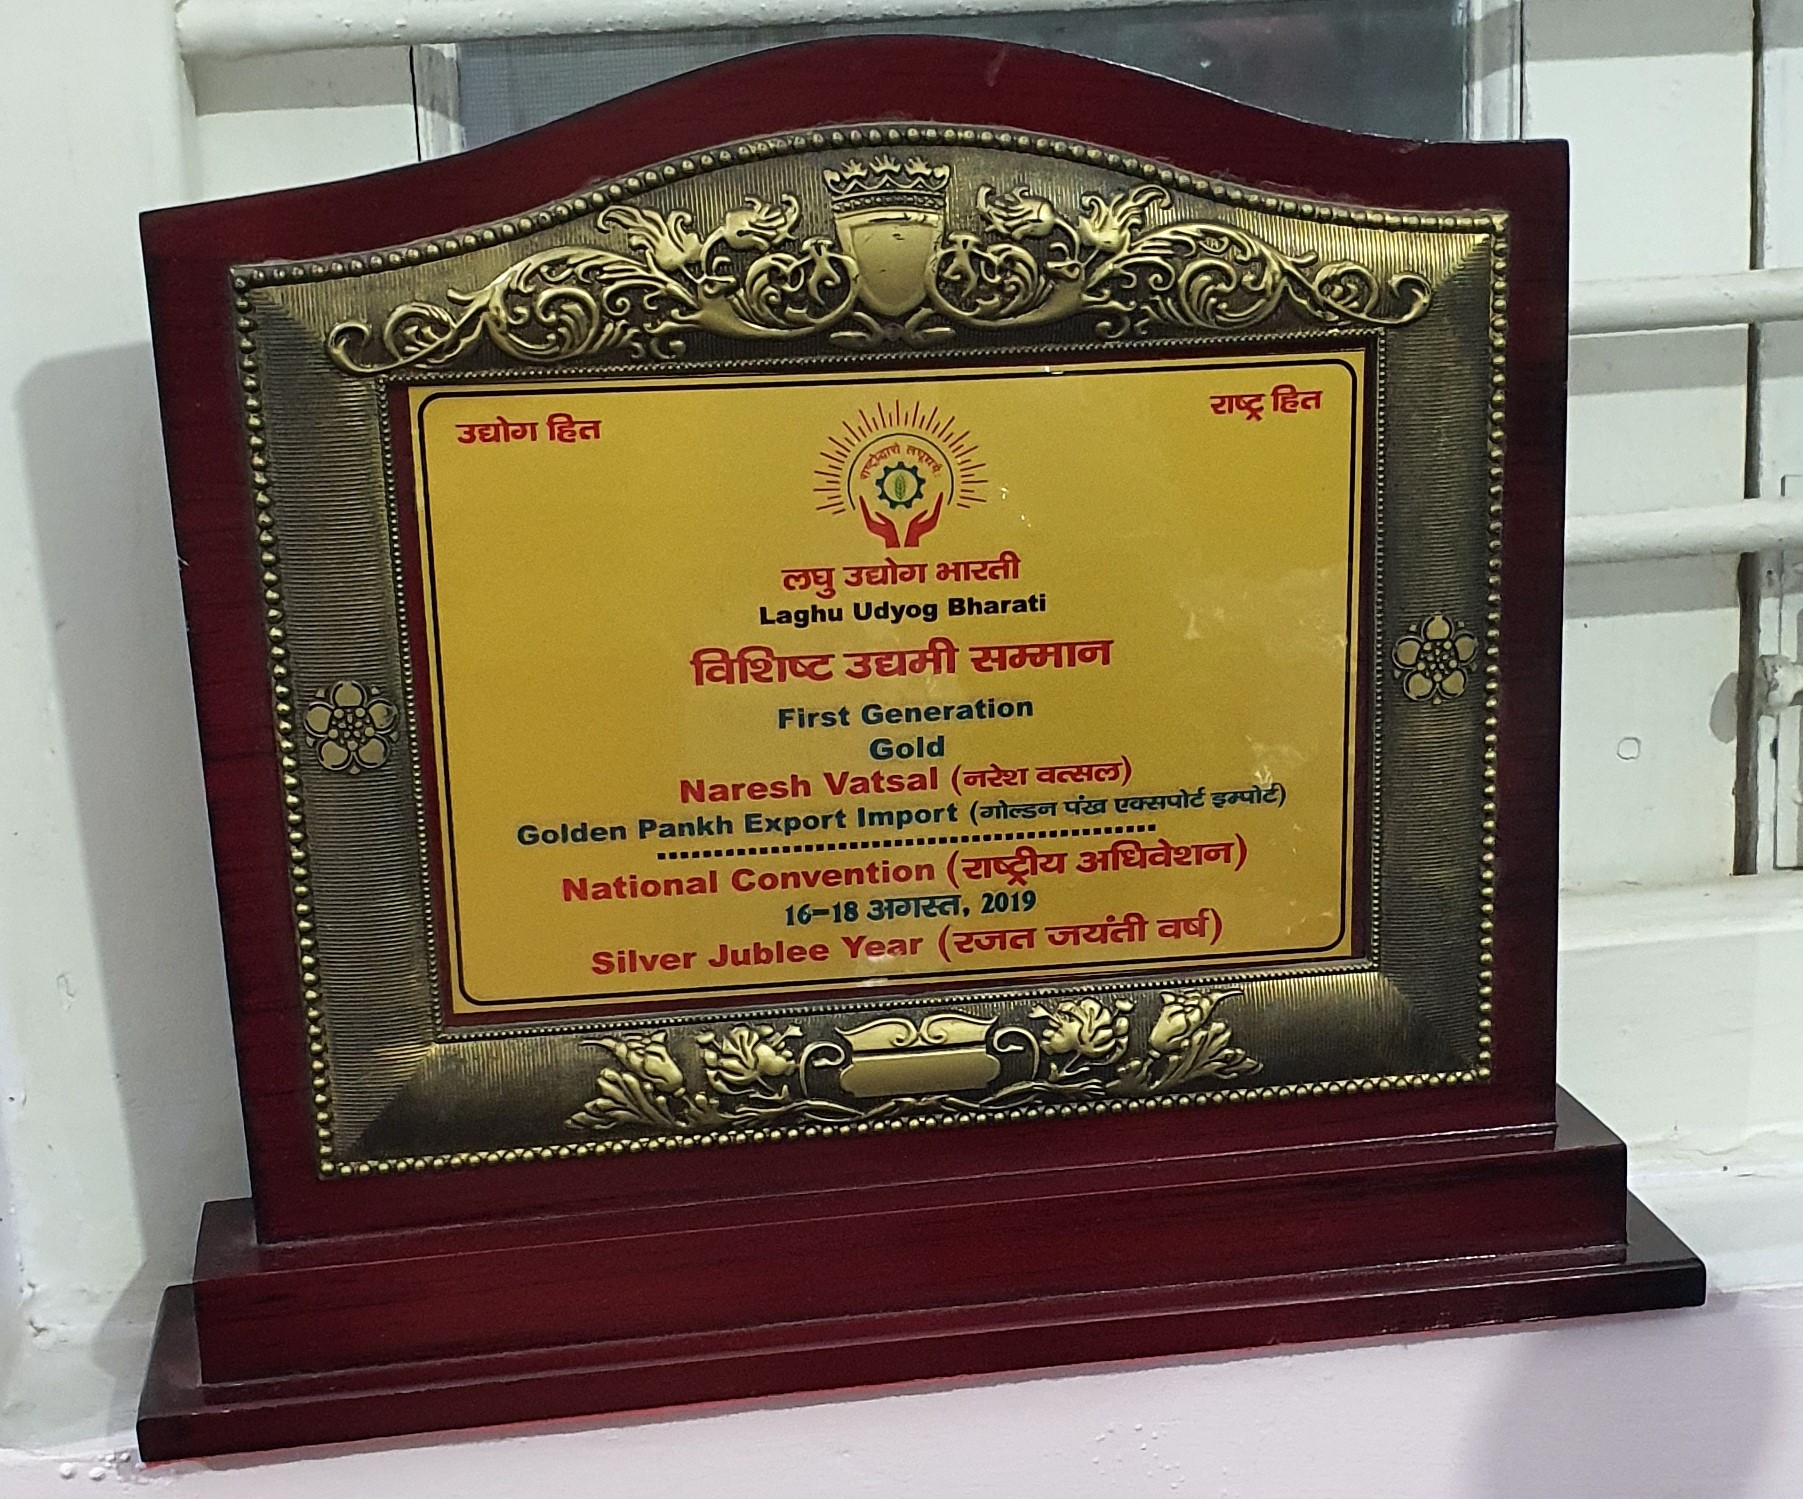 उद्योग हित
राष्ट्र हित
लघु उद्योग भारती
Laghu Udyog Bharati
विशिष्ट उद्यमी सम्मान
First Generation
Gold
Naresh Vatsal (नरेश वत्सल)
Golden Pankh Export Import (गोल्डन पंख एक्सपोर्ट इम्पोर्ट)
National Convention (राष्ट्रीय अधिवेशन)
16-18 अगस्त, 2019
Silver Jublee Year (रजत जयंती वर्ष)